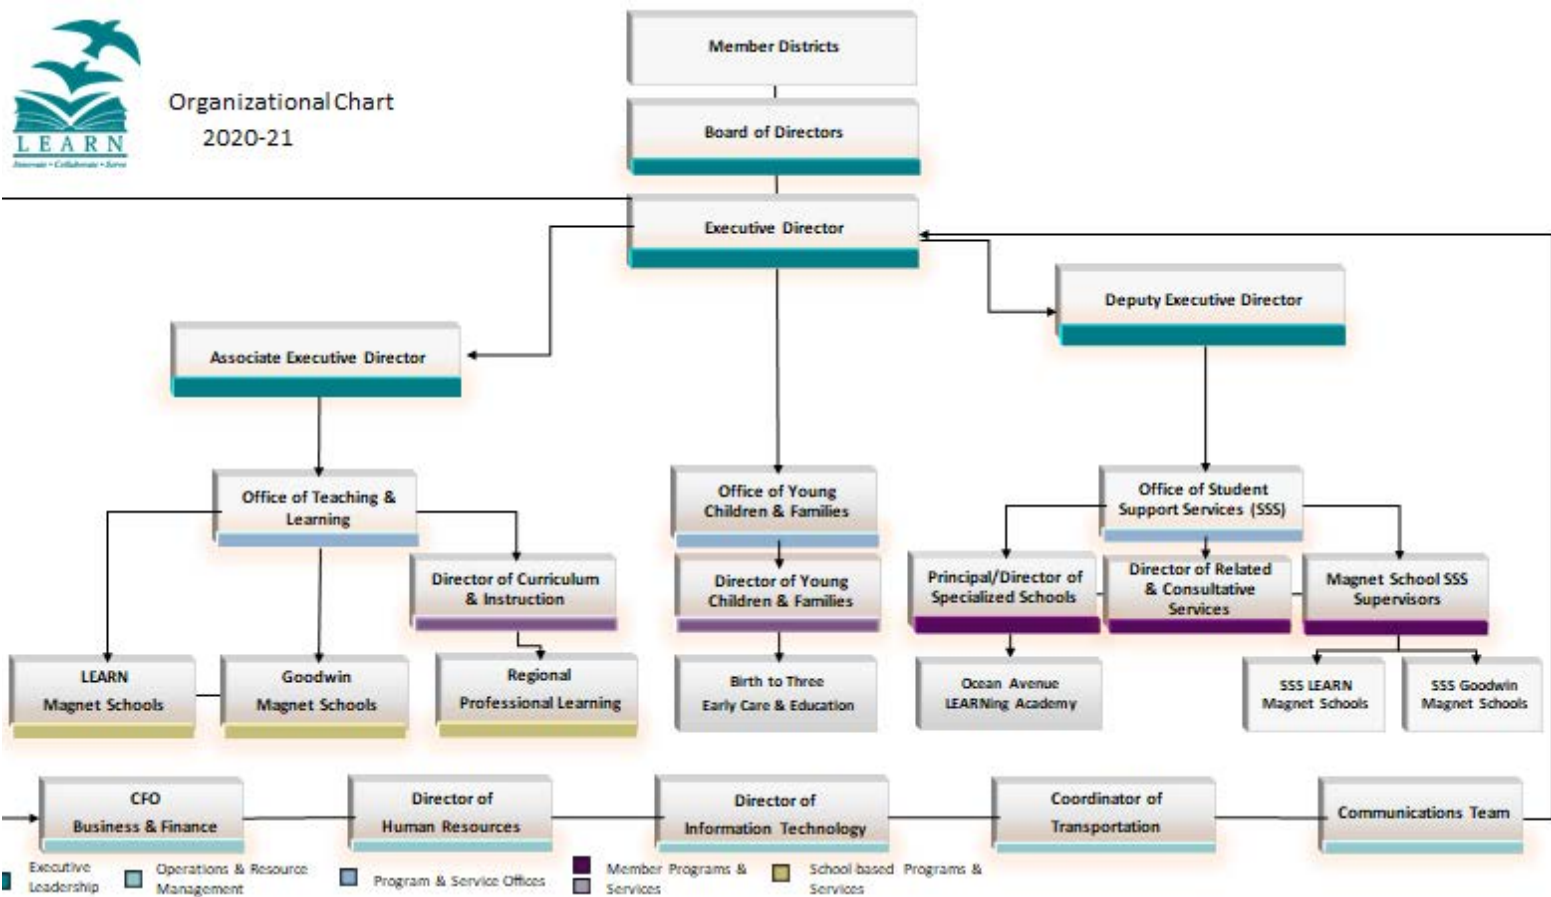 LEARN
Innovate • Collaborate • Serve
Organizational Chart
2020-21
Member Districts
Board of Directors
Executive Director
Deputy Executive Director
Associate Executive Director
Office of Teaching &
Learning
Office of Young
Children & Families
Office of Student
Support Services (SSS)
Director of Curriculum
& Instruction
Director of Young
Children & Families
Principal/Director of
Specialized Schools
Director of Related
& Consultative
Services
Magnet School SSS
Supervisors
LEARN
Magnet Schools
Goodwin
Magnet Schools
Regional
Professional Learning
Birth to Three
Early Care & Education
Ocean Avenue
LEARNing Academy
SSS LEARN
Magnet Schools
SSS Goodwin
Magnet Schools
CFO
Business & Finance
Director of
Human Resources
Director of
Information Technology
Coordinator of
Transportation
Communications Team
Executive
Leadership
Operations & Resource
Management
Program & Service Offices
Member Programs &
Services
School-based Programs &
Services